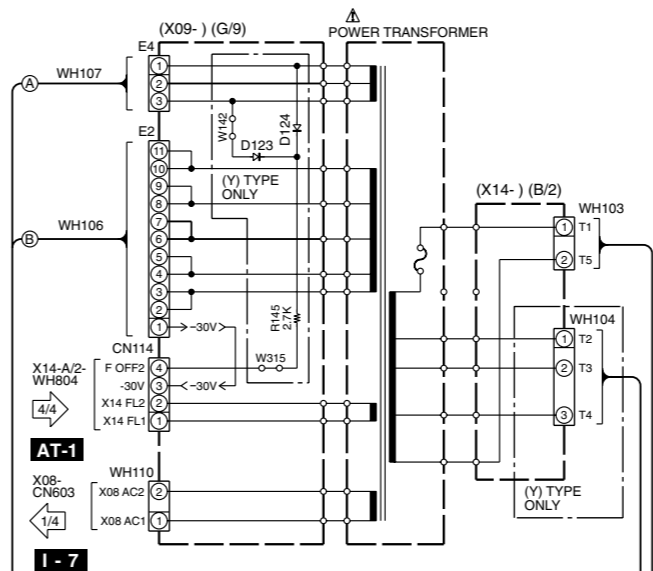 (X09- ) (G/9)
POWER TRANSFORMER
E4
1
2
3
A
WH107
W142
D123
D124
E2
11
10
9
8
7
6
5
4
3
2
1
(Y) TYPE
ONLY
B
WH106
-30V
R145
2.7K
CN114
W315
X14-A/2-
WH804
4/4
F OFF2
4
-30V
3
-30V
X14 FL2
2
X14 FL1
1
AT-1
WH110
X08-
CN603
1/4
X08 AC2
2
X08 AC1
1
I - 7
(X14- ) (B/2)
WH103
1
T1
2
T5
WH104
1
T2
2
T3
3
T4
(Y) TYPE
ONLY